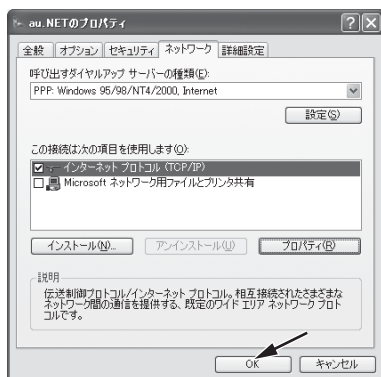 au.NETのプロパティ
全般 オプション セキュリティ ネットワーク 詳細設定
呼び出すダイヤルアップ サーバーの種類(E):
PPP: Windows 95/98/NT4/2000, Internet
設定(S)
この接続は次の項目を使用します(O):
インターネット プロトコル (TCP/IP)
Microsoft ネットワーク用ファイルとプリンタ共有
インストール(N)... アンインストール(U) プロパティ(R)
説明
伝送制御プロトコル/インターネット プロトコル。相互接続されたさまざまな
ネットワーク間の通信を提供する、既定のワイド エリア ネットワーク プロト
コルです。
OK キャンセル